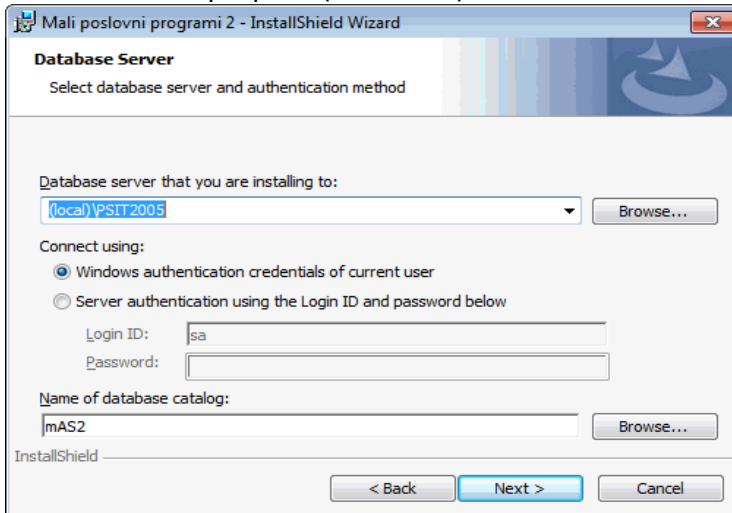 Mali poslovni programi 2 - InstallShield Wizard
Database Server
Select database server and authentication method
Database server that you are installing to:
(local)\PSIT2005
Browse...
Connect using:
Windows authentication credentials of current user
Server authentication using the Login ID and password below
Login ID:
sa
Password:
Name of database catalog:
mAS2
Browse...
InstallShield
< Back
Next >
Cancel